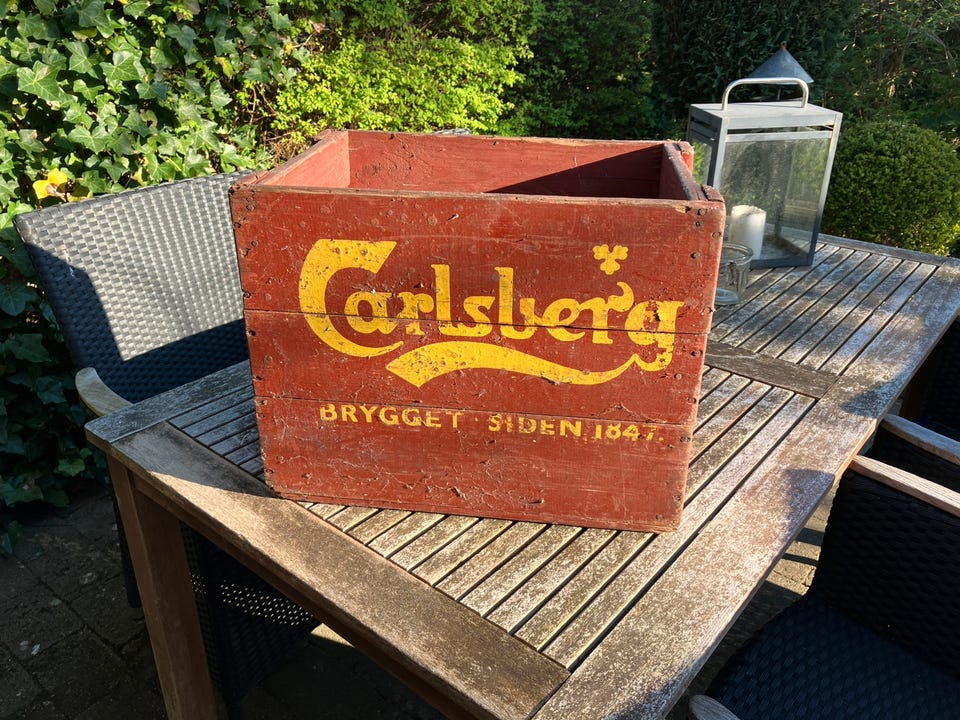 Carlsberg
BRYGGET · SIDEN 1847.